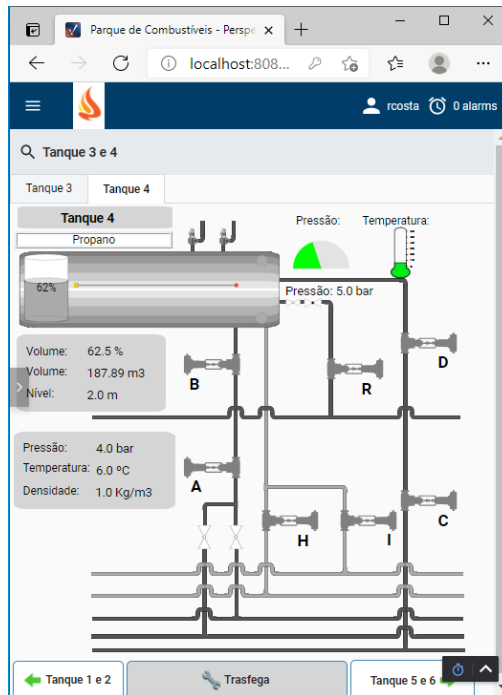 Parque de Combustíveis - Perspe
localhost:808...
rcosta 0 alarms
Tanque 3 e 4
Tanque 3 Tanque 4
Tanque 4
Propano
Pressão: Temperatura:
62%
Pressão: 5.0 bar
Volume: 62.5 %
Volume: 187.89 m3
Nível: 2.0 m
B
R
D
Pressão: 4.0 bar
Temperatura: 6.0 ºC
Densidade: 1.0 Kg/m3
A
H
I
C
Tanque 1 e 2
Trasfega
Tanque 5 e 6